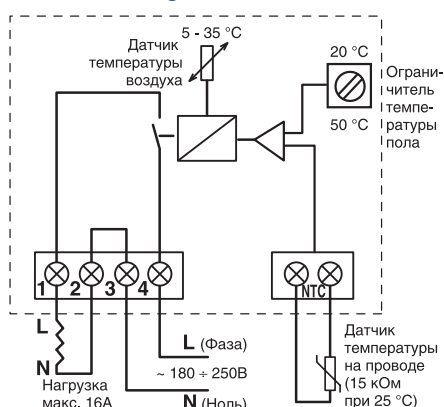 5 - 35 °C
Датчик
температуры
воздуха
20 °C
50 °C
Ограни-
читель
темпе-
ратуры
пола
1 2 3 4
NTC
L
N
Нагрузка
макс. 16А
L (Фаза)
~ 180 ÷ 250В
N (Ноль)
Датчик
температуры
на проводе
(15 кОм
при 25 °C)